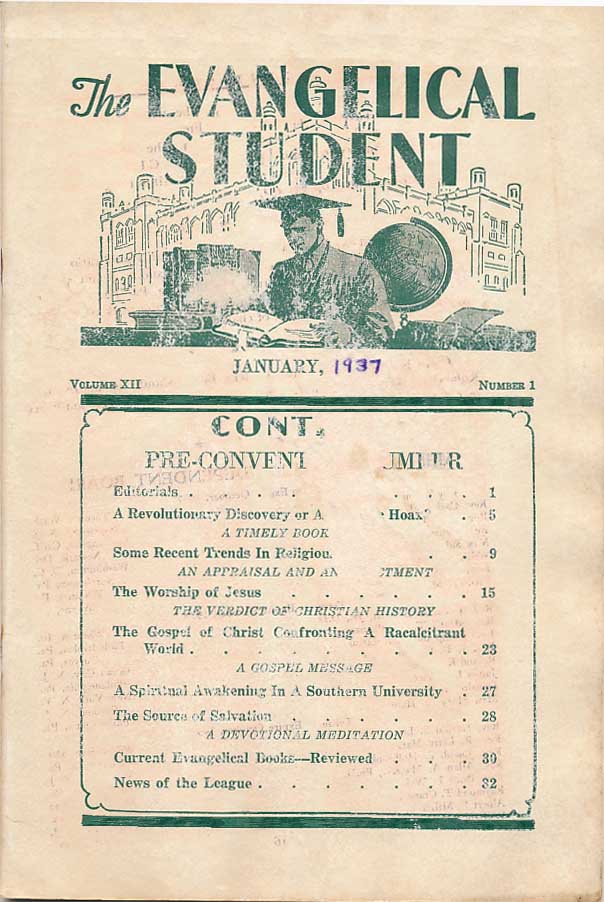 The EVANGELICAL
STUDENT
JANUARY, 1937
VOLUME XII NUMBER 1
CONT
PRE-CONVENT
Editorials . . . . . . . . 1
A Revolutionary Discovery or A Hoax? . 5
A TIMELY BOOK
Some Recent Trends In . . 9
AN APPRAISAL AND AN
The Worship of Jesus . . . . . . 15
THE VERDICT OF CHRISTIAN HISTORY
The Gospel of Christ Confronting A Racalcitrant
World . . . . . . . . . 23
A GOSPEL MESSAGE
A Spiritual Awakening In A Southern University 27
The Source of Salvation . . . . . . 28
A DEVOTIONAL MEDITATION
Current Evangelical Books—Reviewed . . . 30
News of the League . . . . . . . 32